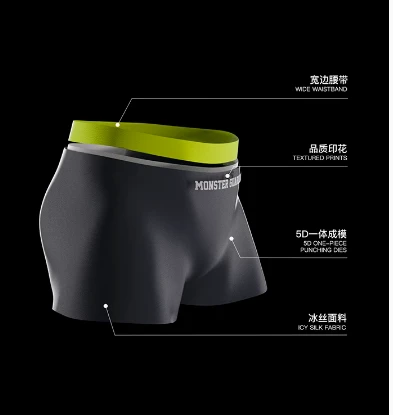 宽边腰带
WICE WAISTBAND
品质印花
TEXTURED PRINTS
MONSTER
5D一体成模
5D ONE-PIECE
PUNCHING DIES
冰丝面料
ICY SILK FABRIC